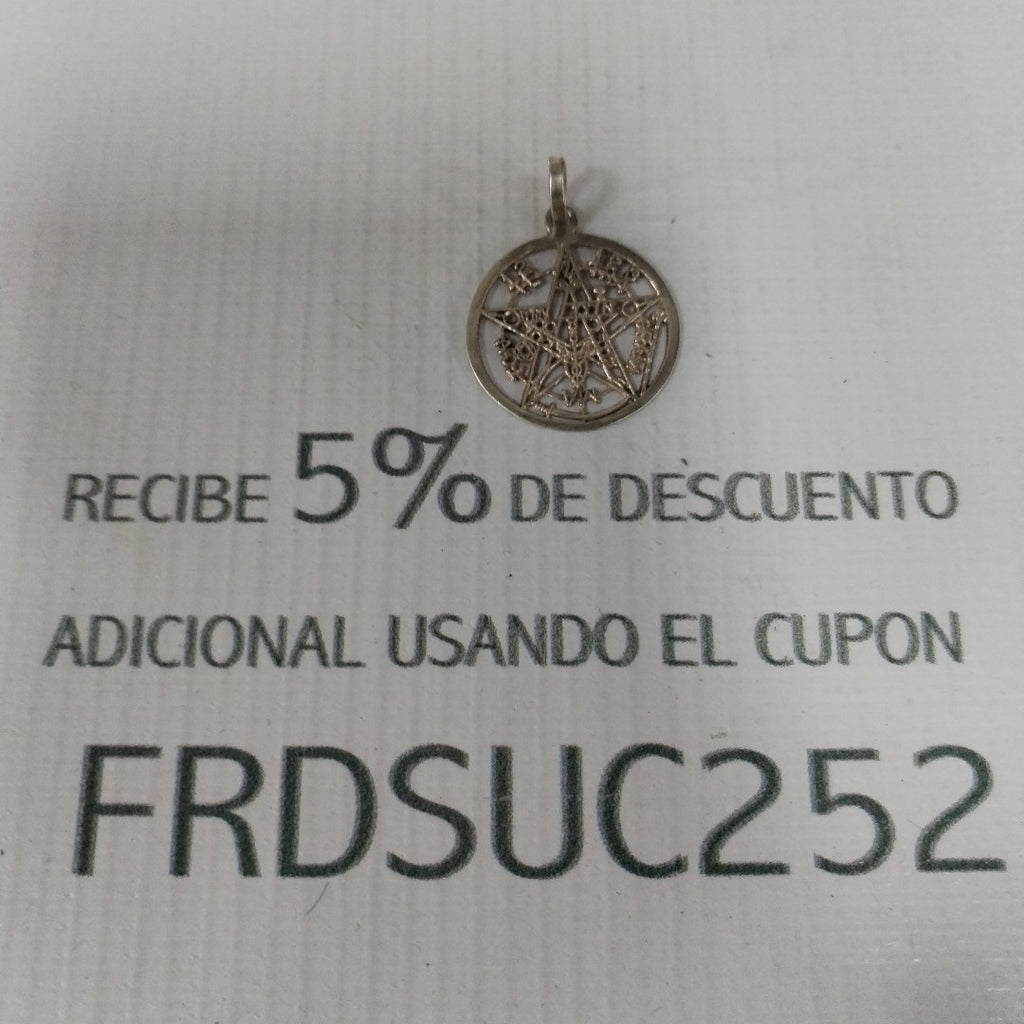 RECIBE 5% DE DESCUENTO
ADICIONAL USANDO EL CUPON
FRDSUC252